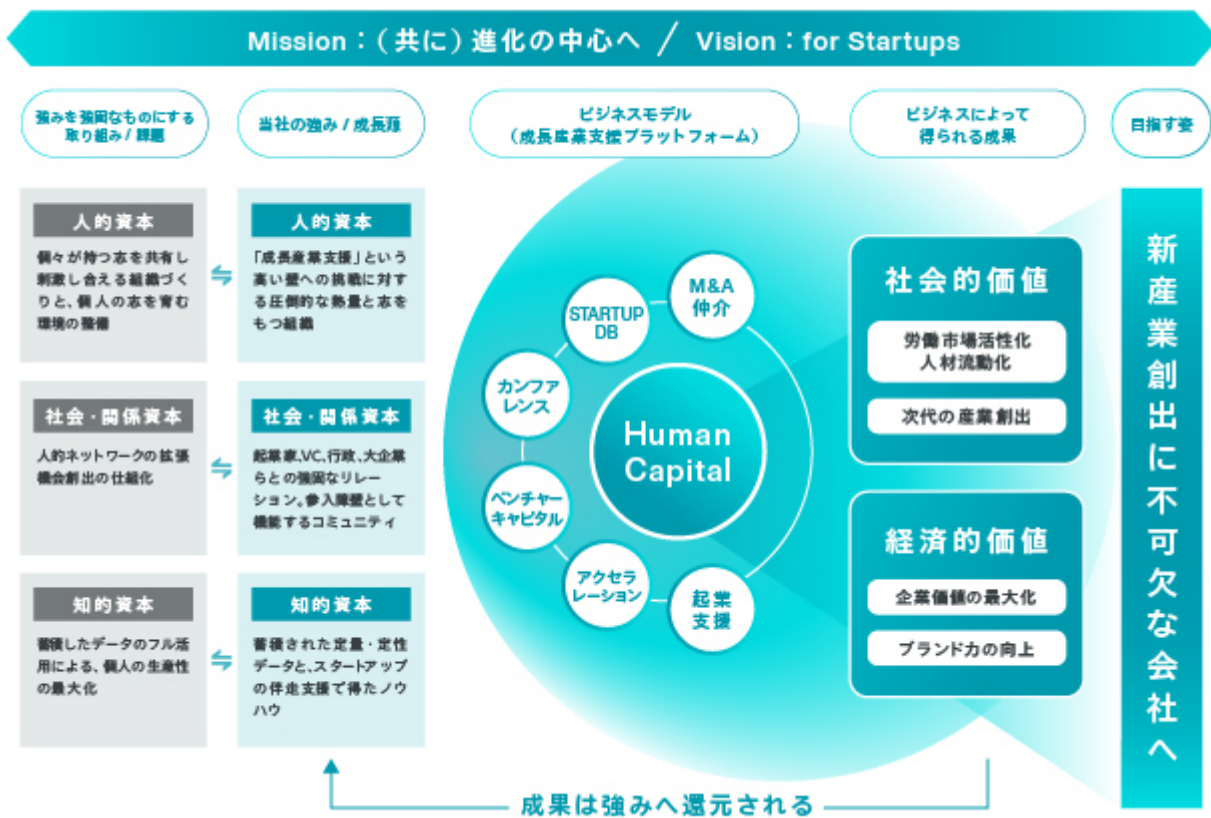 Mission：（共に）進化の中心へ / Vision：for Startups
強みを強固なものにする
取り組み / 課題
当社の強み / 成長源
ビジネスモデル
（成長産業支援プラットフォーム）
ビジネスによって
得られる成果
目指す姿
人的資本
個々が持つ志を共有し
刺激し合える組織づく
りと、個人の志を育む
環境の整備
人的資本
「成長産業支援」という
高い壁への挑戦に対す
る圧倒的な熱量と志を
もつ組織
社会・関係資本
人的ネットワークの拡張
機会創出の仕組化
社会・関係資本
起業家、VC、行政、大企業
らとの強固なリレー
ション。参入障壁として
機能するコミュニティ
知的資本
蓄積したデータのフル活
用による、個人の生産性
の最大化
知的資本
蓄積された定量・定性
データと、スタートアップ
の伴走支援で得たノウ
ハウ
M&A
仲介
STARTUP
DB
カンファ
レンス
ベンチャー
キャピタル
アクセラ
レーション
起業
支援
Human
Capital
社会的価値
労働市場活性化
人材流動化
次代の産業創出
経済的価値
企業価値の最大化
ブランド力の向上
新産業創出に不可欠な会社へ
成果は強みへ還元される